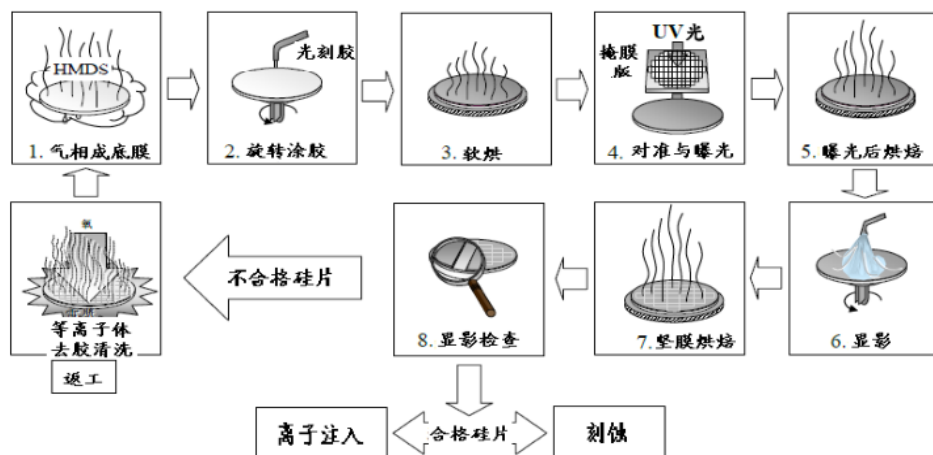 HMDS
1. 气相成底膜
光刻胶
2. 旋转涂胶
3. 软烘
UV光
掩膜
版
4. 对准与曝光
5. 曝光后烘焙
氧
等离子体
去胶清洗
返工
不合格硅片
8. 显影检查
7. 坚膜烘焙
6. 显影
离子注入
合格硅片
刻蚀